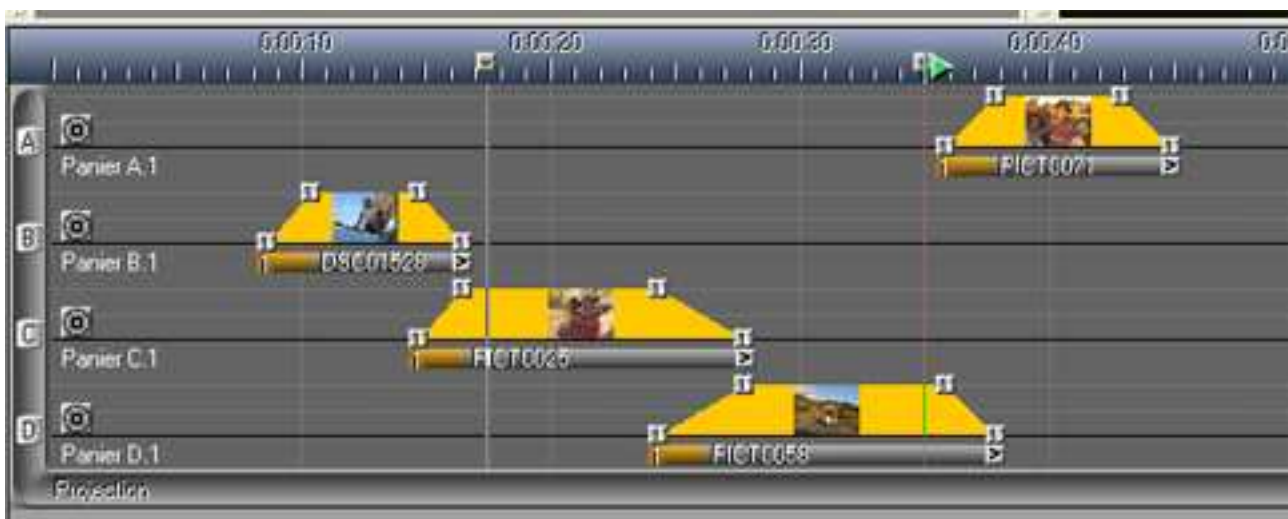 0:00:10 0:00:20 0:00:30 0:00:40
A
Panier A.1
PICT0021
B
Panier B.1
DSC01528
C
Panier C.1
PICT0025
D
Panier D.1
PICT0058
Projection